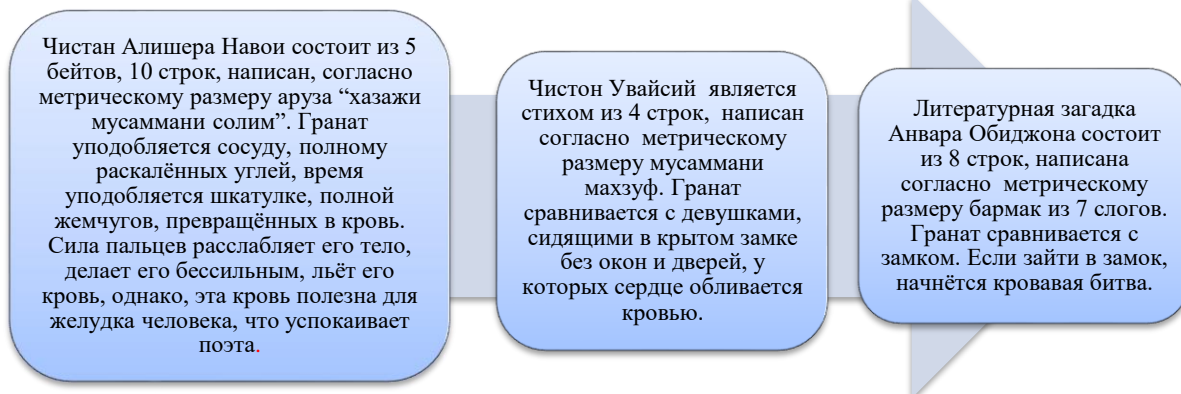 Чистан Алишера Навои состоит из 5
бейтов, 10 строк, написан, согласно
метрическому размеру аруза “хазажи
мусаммани солим”. Гранат
уподобляется сосуду, полному
раскалённых углей, время
уподобляется шкатулке, полной
жемчугов, превращённых в кровь.
Сила пальцев расслабляет его тело,
делает его бессильным, льёт его
кровь, однако, эта кровь полезна для
желудка человека, что успокаивает
поэта.
Чистон Увайсий является
стихом из 4 строк, написан
согласно метрическому
размеру мусаммани
махзуф. Гранат
сравнивается с девушками,
сидящими в крытом замке
без окон и дверей, у
которых сердце обливается
кровью.
Литературная загадка
Анвара Обиджона состоит
из 8 строк, написана
согласно метрическому
размеру бармак из 7 слогов.
Гранат сравнивается с
замком. Если зайти в замок,
начнётся кровавая битва.